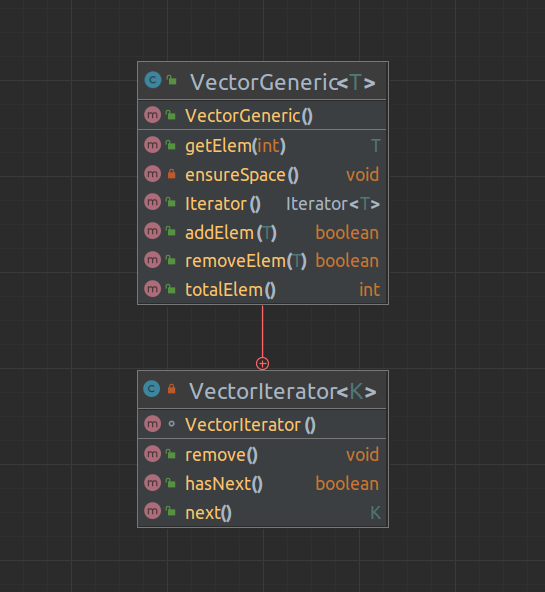 VectorGeneric<T>
VectorGeneric()
getElem(int) T
ensureSpace() void
Iterator() Iterator<T>
addElem(T) boolean
removeElem(T) boolean
totalElem() int
VectorIterator<K>
VectorIterator()
remove() void
hasNext() boolean
next() K